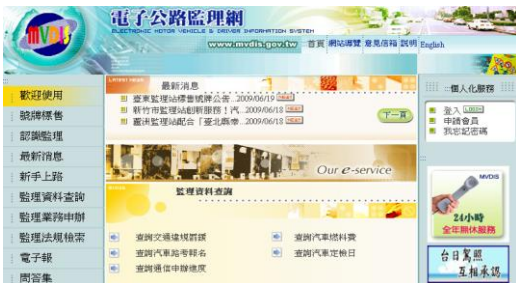 MVDIS
電子公路監理網
ELECTRONIC MOTOR VEHICLE & DRIVER INFORMATION SYSTEM
www.mvdis.gov.tw 首頁 網站導覽 意見信箱 說明 English
歡迎使用
號牌標售
認識監理
最新消息
新手上路
監理資料查詢
監理業務申辦
監理法規檢索
電子報
問答集
最新消息
臺東監理站標售號牌公告...2009/06/19
新竹市監理站創新服務！汽...2009/06/18
蘆洲監理站配合「臺北縣泰...2009/06/18
下一頁
Our e-service
監理資料查詢
查詢交通違規罰鍰
查詢汽車燃料費
查詢汽車路考報名
查詢汽車定檢日
查詢通信申辦進度
個人化服務
登入 LOGIN
申請會員
我忘記密碼
MVDIS
24小時
全年無休服務
台日駕照
互相承認